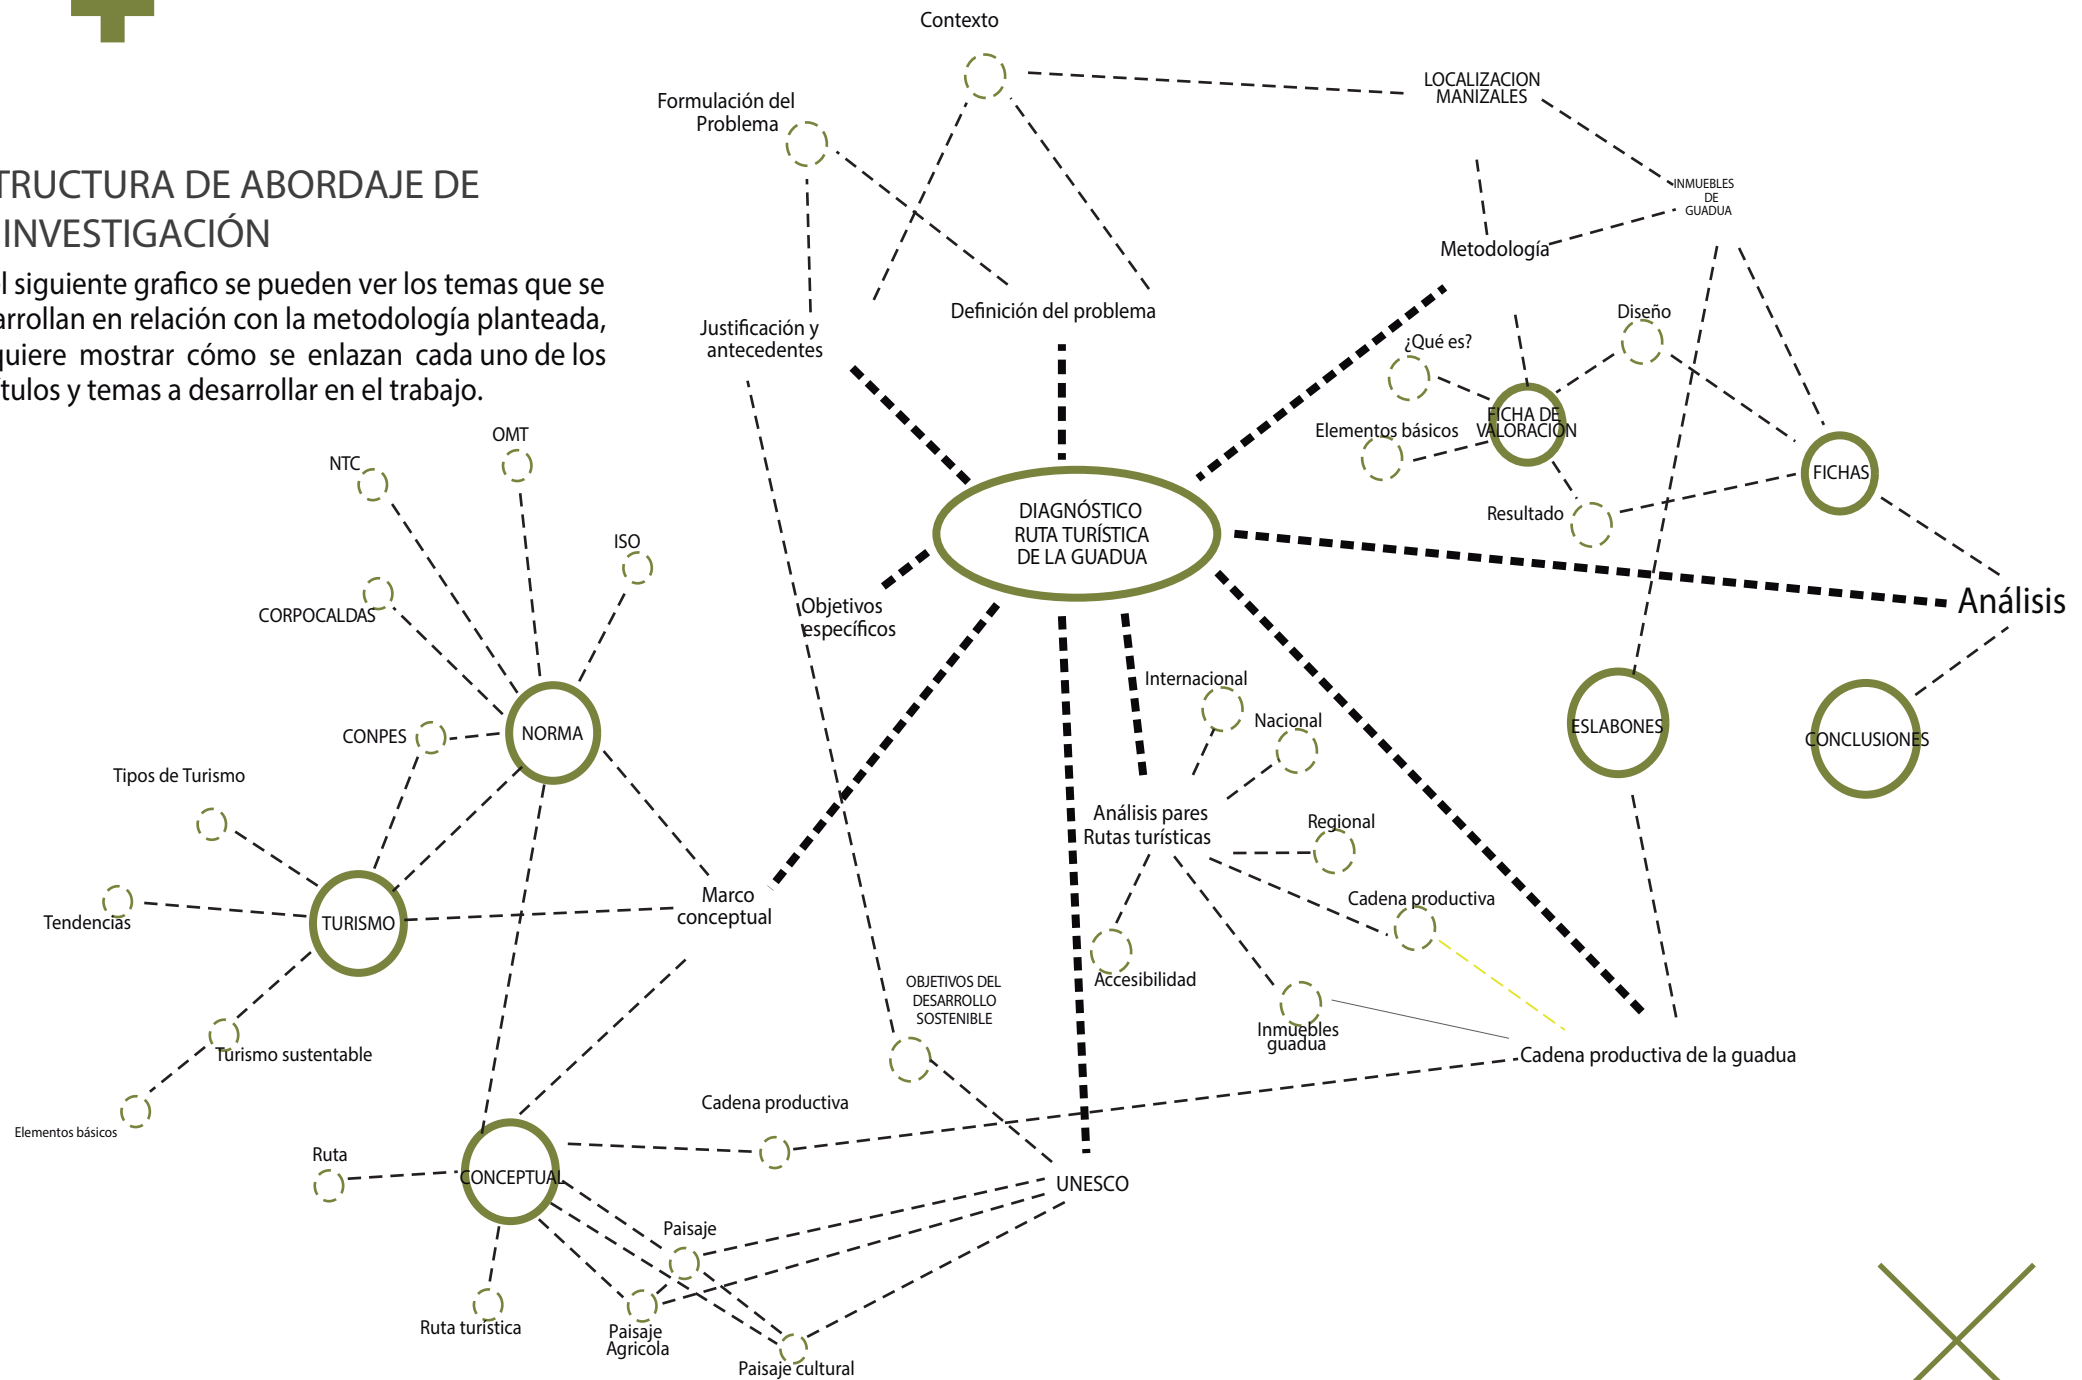 Contexto
Formulación del
Problema
LOCALIZACION
MANIZALES
TRUCTURA DE ABORDAJE DE
INVESTIGACIÓN
l siguiente grafico se pueden ver los temas que se
arrollan en relación con la metodología planteada,
quiere mostrar cómo se enlazan cada uno de los
tulos y temas a desarrollar en el trabajo.
INMUEBLES
DE
GUADUA
Metodología
Justificación y
antecedentes
Definición del problema
Diseño
¿Qué es?
FICHA DE
VALORACIÓN
Elementos básicos
FICHAS
Resultado
OMT
NTC
ISO
CORPOCALDAS
DIAGNÓSTICO
RUTA TURÍSTICA
DE LA GUADUA
Objetivos
específicos
Análisis
Internacional
Nacional
ESLABONES
CONCLUSIONES
CONPES
NORMA
Tipos de Turismo
Análisis pares
Rutas turísticas
Regional
Cadena productiva
Marco
conceptual
Tendencias
TURISMO
Accesibilidad
OBJETIVOS DEL
DESARROLLO
SOSTENIBLE
Inmuebles
guadua
Cadena productiva de la guadua
Turismo sustentable
Elementos básicos
Cadena productiva
Ruta
CONCEPTUAL
UNESCO
Paisaje
Ruta turística
Paisaje
Agricola
Paisaje cultural